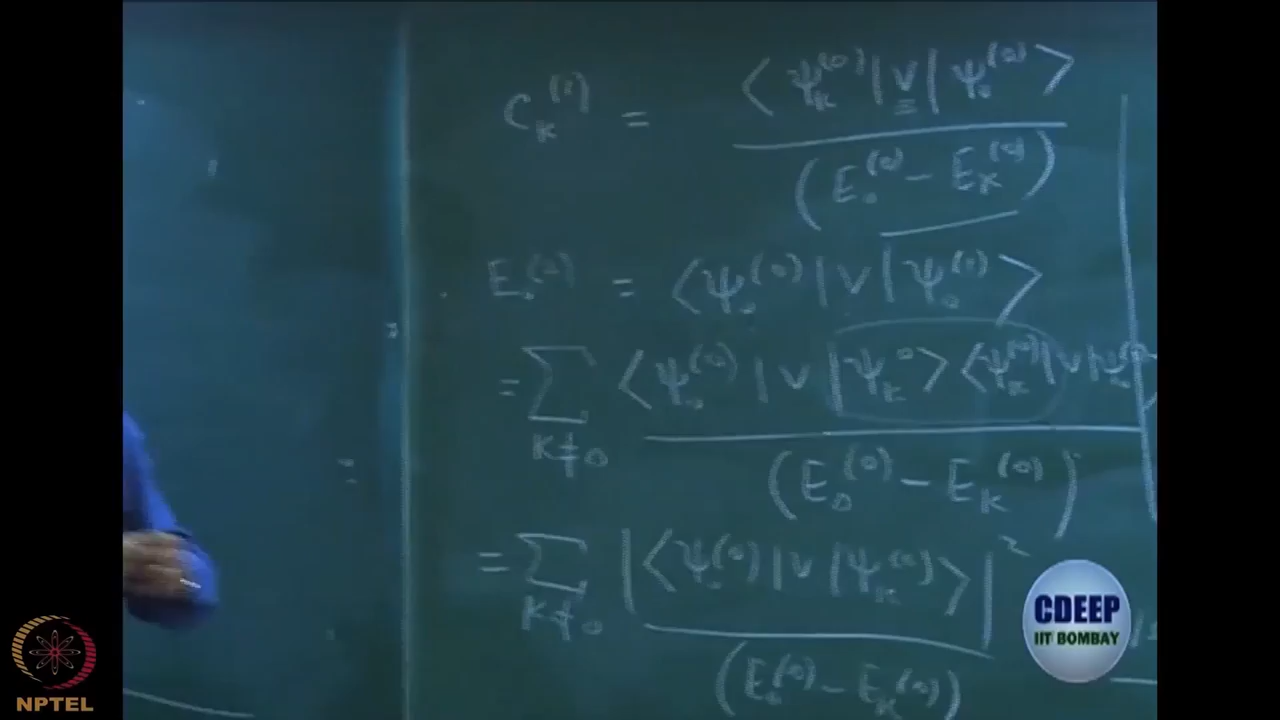 C_K^(1) = <Ψ_K^(0)|V|Ψ_0^(0)> / (E_0^(0) - E_K^(0))
E_0^(2) = <Ψ_0^(0)|V|Ψ_0^(1)>
= Σ_{K≠0} <Ψ_0^(0)|V|Ψ_K^0> <Ψ_K^(0)|V|Ψ_0^(0)> / (E_0^(0) - E_K^(0))
= Σ_{K≠0} |<Ψ_0^(0)|V|Ψ_K^(0)>|^2 / (E_0^(0) - E_K^(0))
CDEEP
IIT BOMBAY
NPTEL